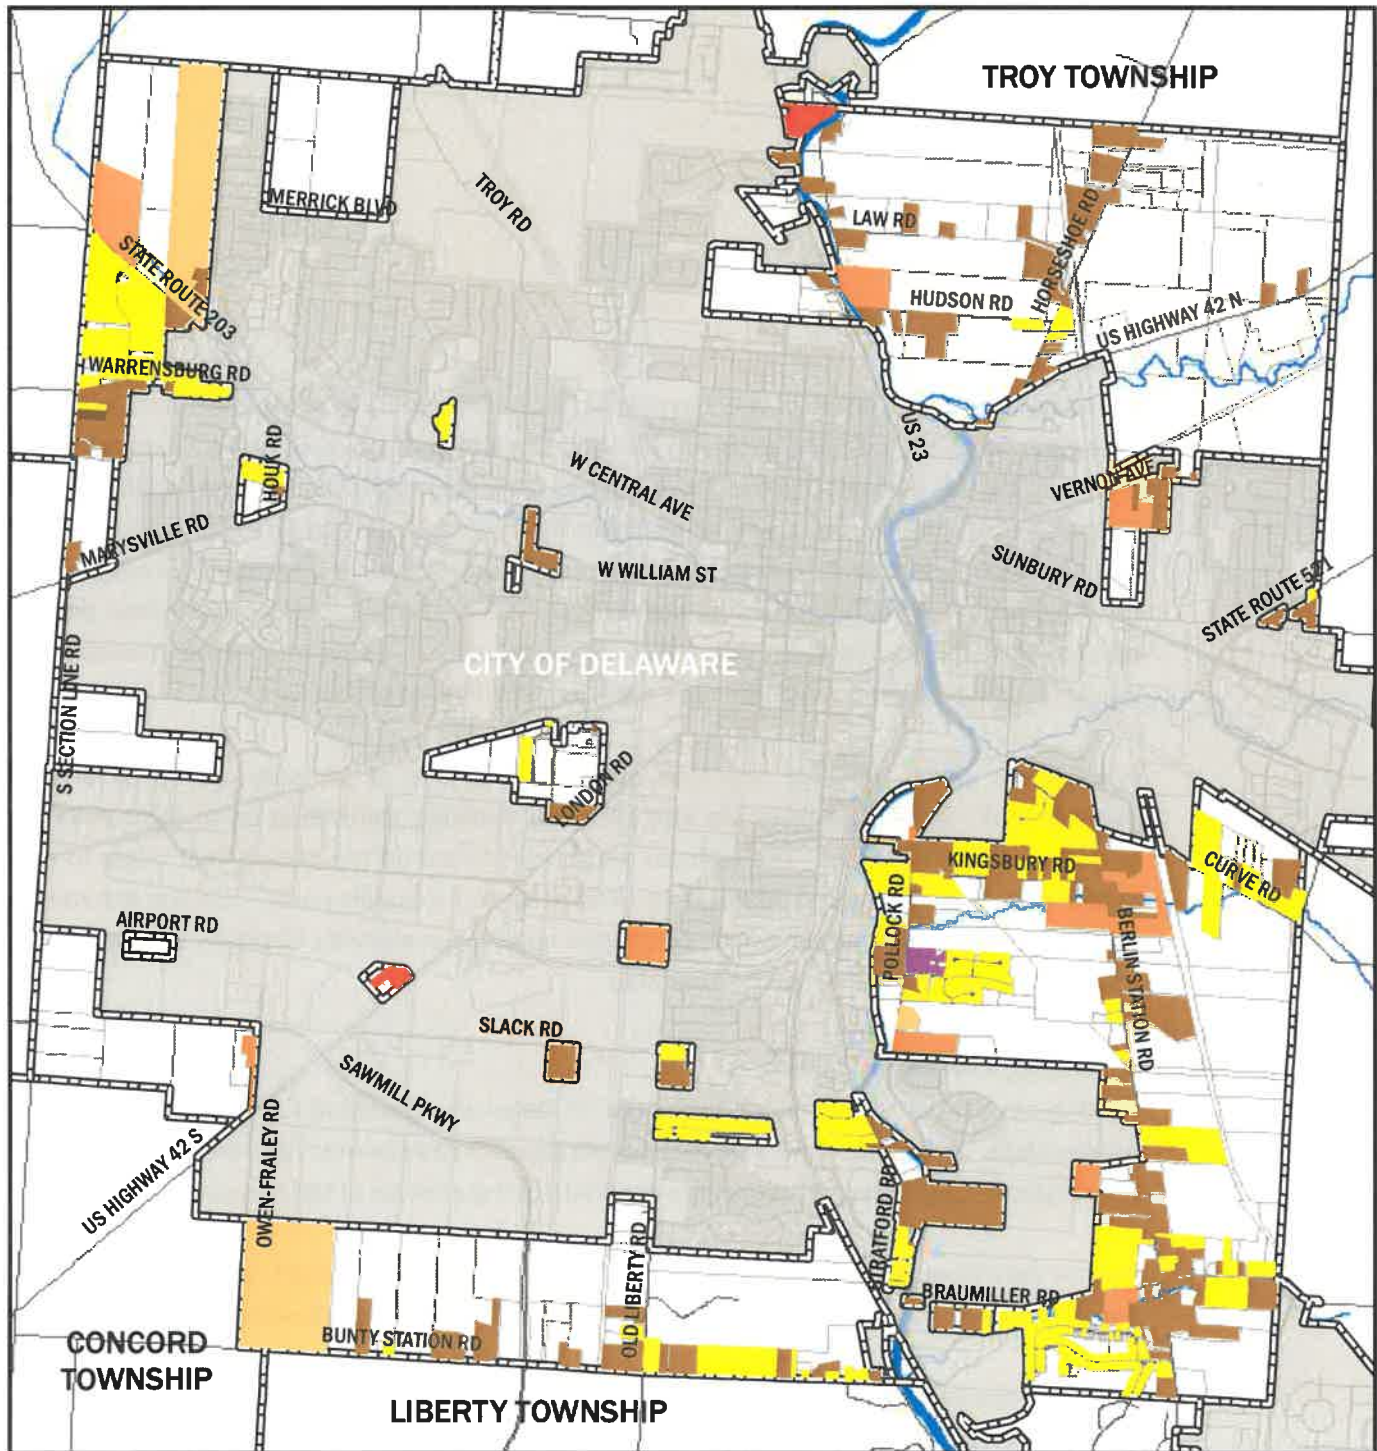 TROY TOWNSHIP
MERRICK BLVD
TROY RD
LAW RD
HORSESHOE RD
STATE ROUTE 203
HUDSON RD
US HIGHWAY 42 N
WARRENSBURG RD
US 23
HOUK RD
W CENTRAL AVE
VERNON AVE
MARYSVILLE RD
W WILLIAM ST
SUNBURY RD
STATE ROUTE 521
CITY OF DELAWARE
S SECTION LINE RD
LONDON RD
KINGSBURY RD
CURVE RD
POLLOCK RD
AIRPORT RD
BERLIN STATION RD
SLACK RD
SAWMILL PKWY
US HIGHWAY 42 S
OWEN-FRALEY RD
STRATFORD RD
OLD LIBERTY RD
BRAUMILLER RD
BUNTY STATION RD
CONCORD
TOWNSHIP
LIBERTY TOWNSHIP